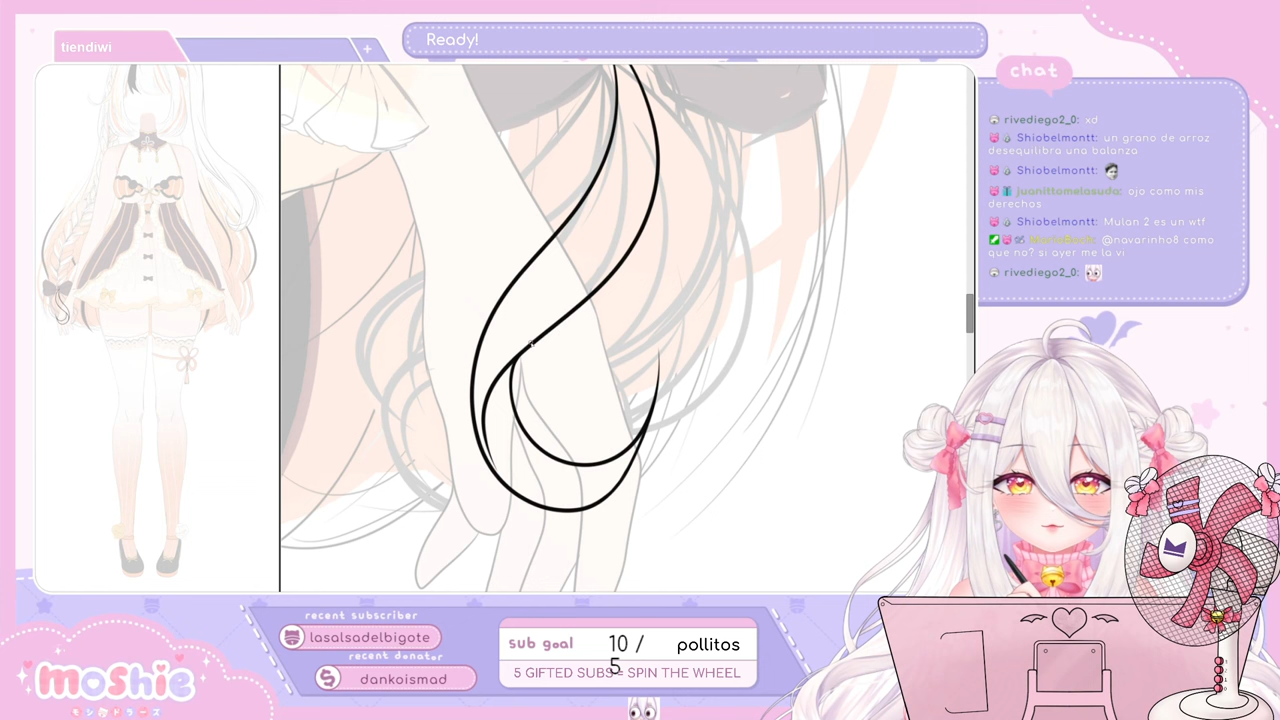 tiendiwi
+
Ready!
chat
rivediego2_0: xd
Shiobelmontt: un grano de arroz
desequilibra una balanza
Shiobelmontt:
juanittamelasuda: ojo como mis
derechos
Shiobelmontt: Mulan 2 es un wtf
@navarinho8 como
que no? si ayer me la vi
rivediego2_0:
recent subscriber
lasalsadelbigote
recent donator
dankoismad
sub goal
10 /
5
pollitos
5 GIFTED SUBS = SPIN THE WHEEL
moshie